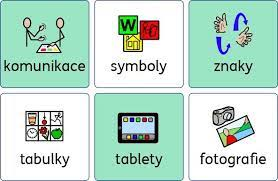 komunikace symboly znaky
tabulky tablety fotografie